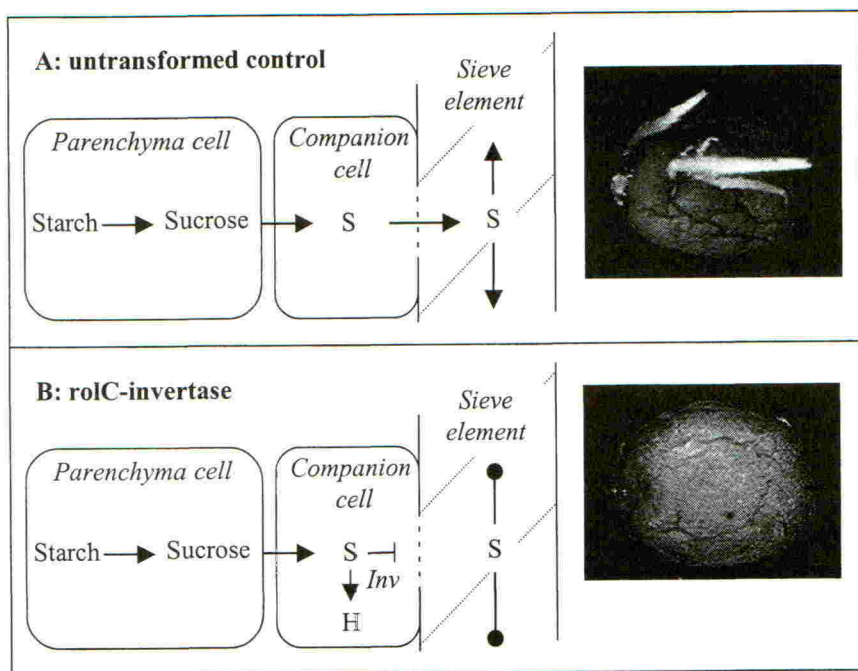 A: untransformed control
Sieve
element
Parenchyma cell
Companion
cell
Starch
Sucrose
S
S
B: rolC-invertase
Sieve
element
Parenchyma cell
Companion
cell
Starch
Sucrose
S
S
Inv
H